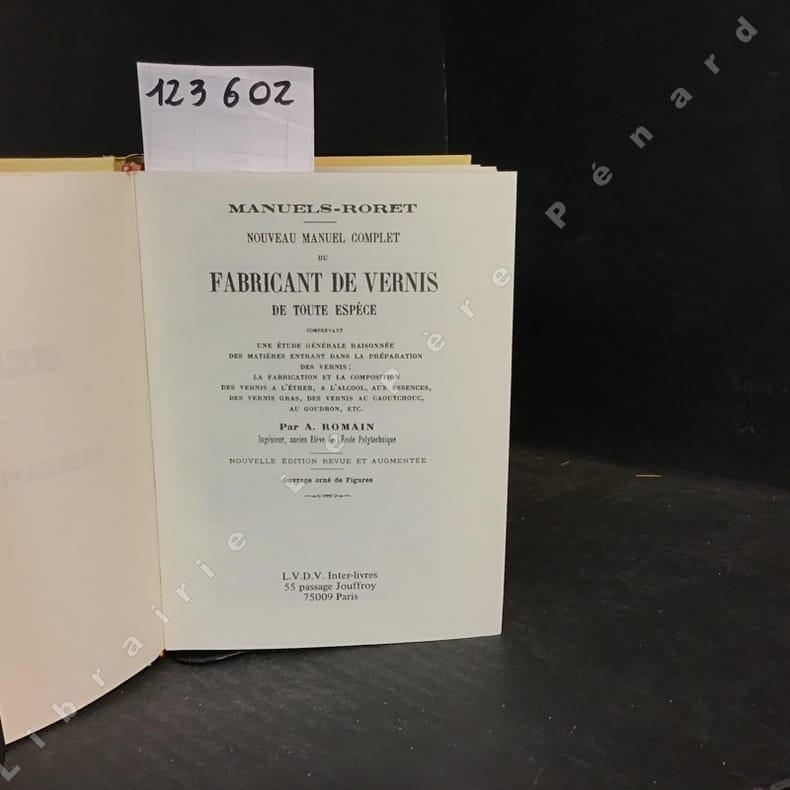 123 602
MANUELS-RORET
NOUVEAU MANUEL COMPLET
DU
FABRICANT DE VERNIS
DE TOUTE ESPÈCE
COMPRENANT
UNE ÉTUDE GÉNÉRALE RAISONNÉE
DES MATIÈRES ENTRANT DANS LA PRÉPARATION
DES VERNIS;
LA FABRICATION ET LA COMPOSITION
DES VERNIS A L'ÉTHER, A L'ALCOOL, AUX ESSENCES,
DES VERNIS GRAS, DES VERNIS AU CAOUTCHOUC,
AU GOUDRON, ETC.
Par A. ROMAIN
Ingénieur, ancien Elève de l'École Polytechnique
NOUVELLE ÉDITION REVUE ET AUGMENTÉE
Ouvrage orné de Figures
L.V.D.V. Inter-livres
55 passage Jouffroy
75009 Paris
Librairie Le Père Pénard